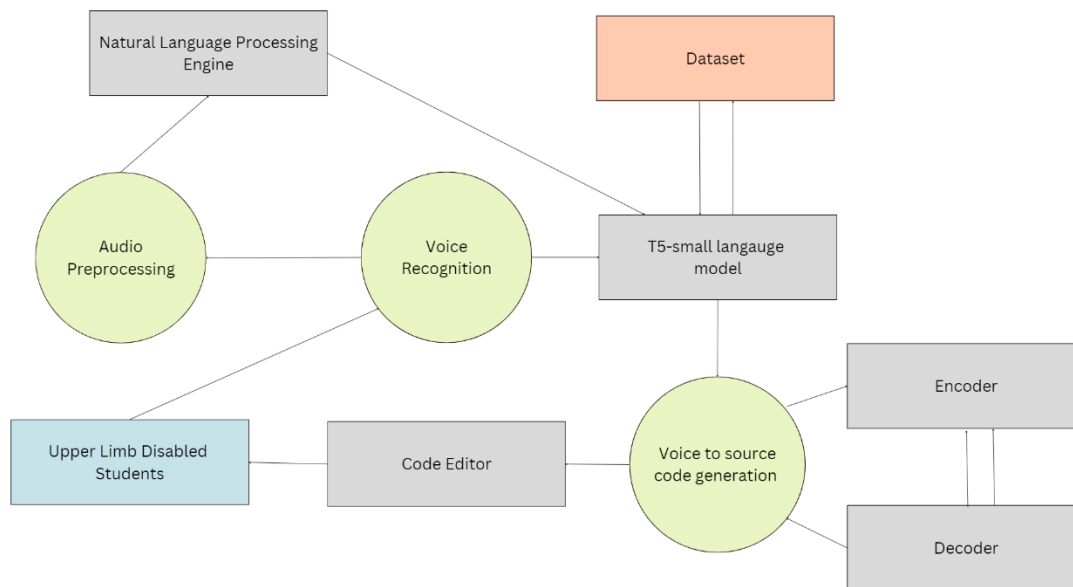 Natural Language Processing
Engine
Dataset
Audio
Preprocessing
Voice
Recognition
T5-small langauge
model
Encoder
Upper Limb Disabled
Students
Code Editor
Voice to source
code generation
Decoder